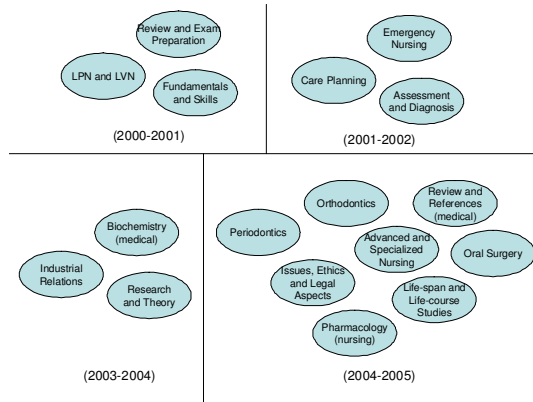 Review and Exam
Preparation
LPN and LVN
Fundamentals
and Skills
(2000-2001)
Emergency
Nursing
Care Planning
Assessment
and Diagnosis
(2001-2002)
Biochemistry
(medical)
Industrial
Relations
Research
and Theory
(2003-2004)
Review and
References
(medical)
Orthodontics
Periodontics
Advanced and
Specialized
Nursing
Oral Surgery
Issues, Ethics
and Legal
Aspects
Life-span and
Life-course
Studies
Pharmacology
(nursing)
(2004-2005)